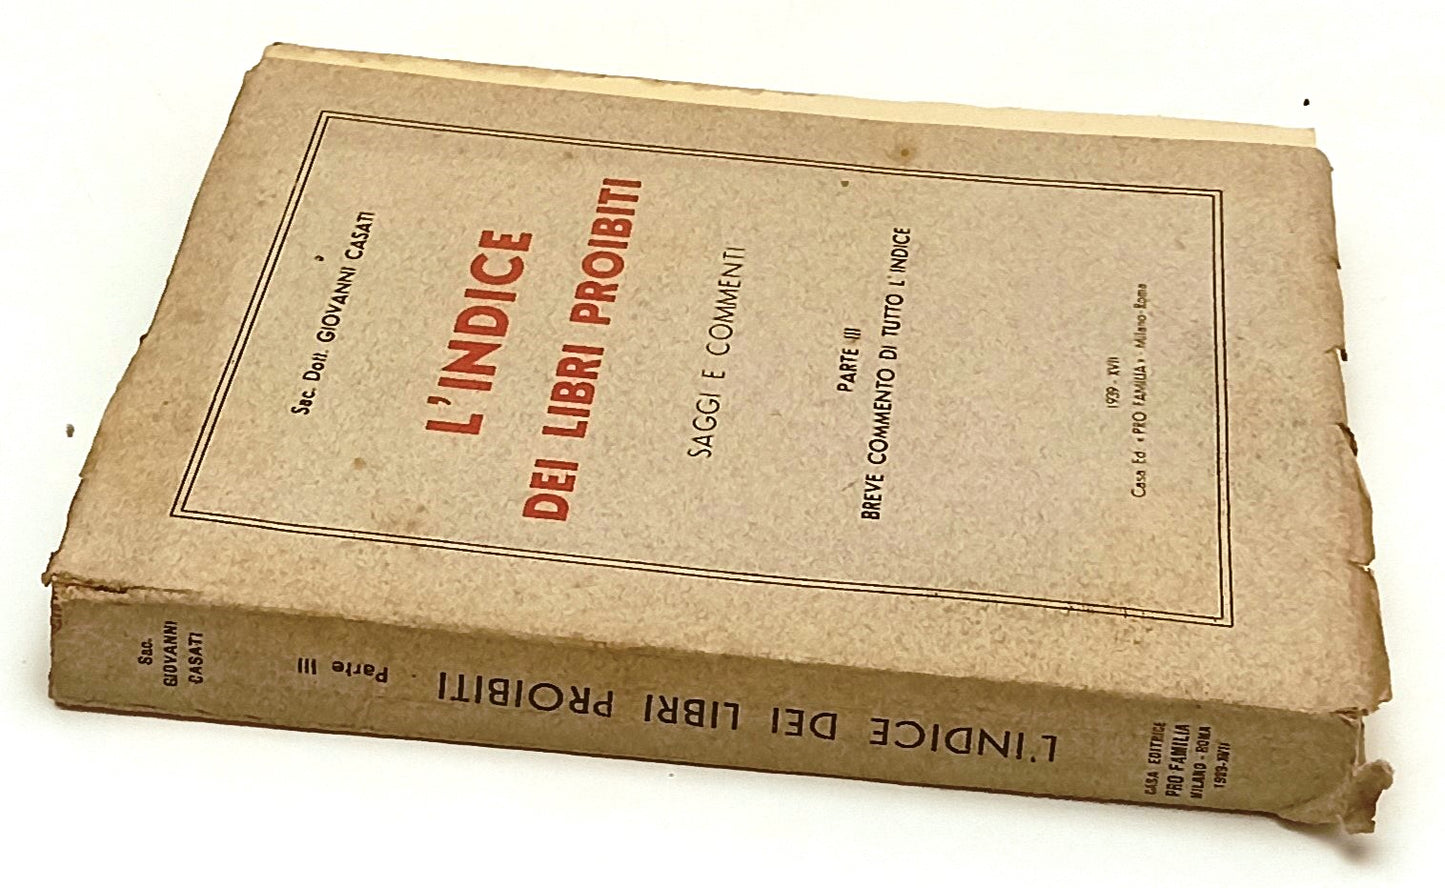 Sac. Dott. GIOVANNI CASATI
L'INDICE
DEI LIBRI PROIBITI
SAGGI E COMMENTI
PARTE III
BREVE COMMENTO DI TUTTO L'INDICE
1939 - XVII
Casa Ed « PRO FAMILIA » Milano-Roma
Sac.
GIOVANNI
CASATI
Parte III
L'INDICE DEI LIBRI PROIBITI
CASA EDITRICE
PRO FAMILIA
MILANO - ROMA
1939-XVII